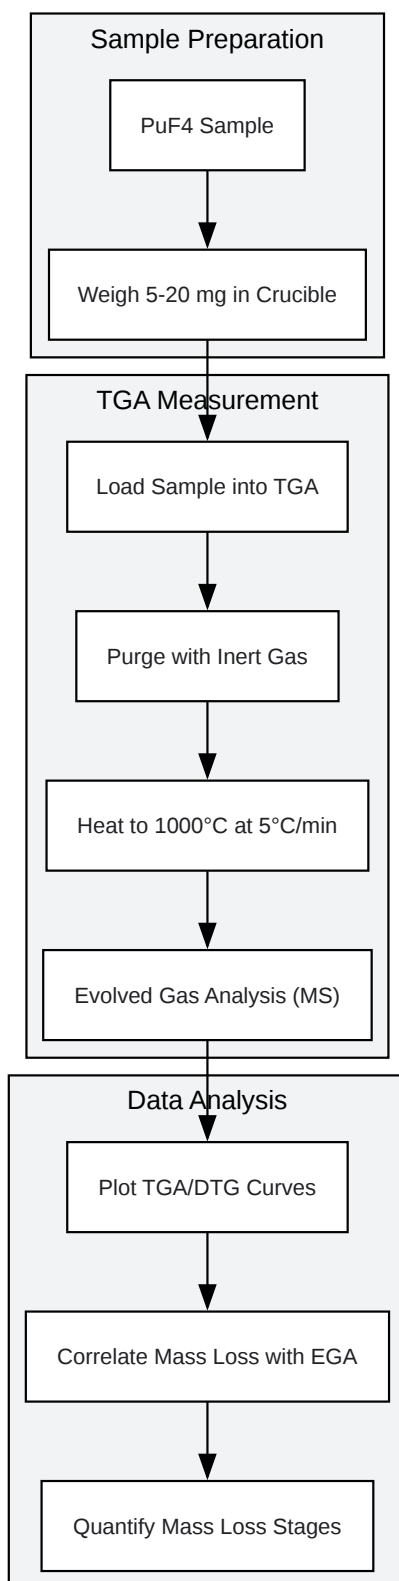 Sample Preparation
PuF4 Sample
Weigh 5-20 mg in Crucible
TGA Measurement
Load Sample into TGA
Purge with Inert Gas
Heat to 1000°C at 5°C/min
Evolved Gas Analysis (MS)
Data Analysis
Plot TGA/DTG Curves
Correlate Mass Loss with EGA
Quantify Mass Loss Stages